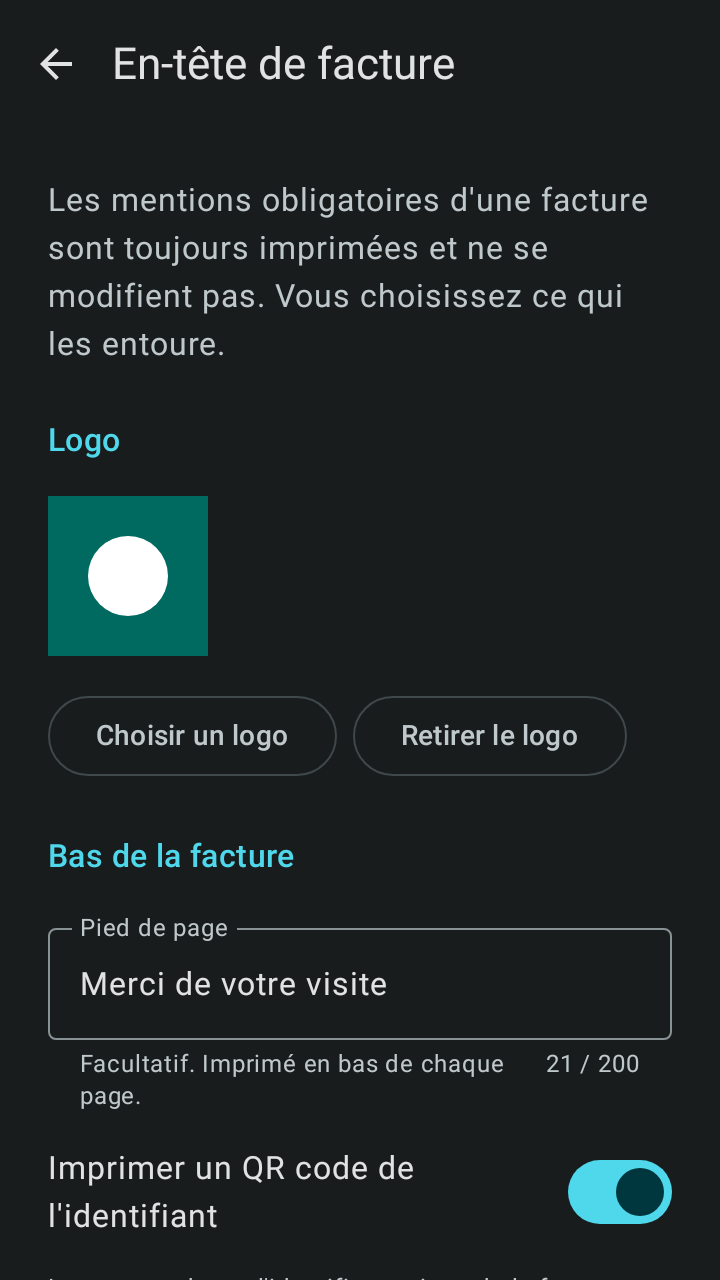 En-tête de facture
Les mentions obligatoires d'une facture
sont toujours imprimées et ne se
modifient pas. Vous choisissez ce qui
les entoure.
Logo
Choisir un logo
Retirer le logo
Bas de la facture
Pied de page
Merci de votre visite
Facultatif. Imprimé en bas de chaque
page.
21 / 200
Imprimer un QR code de
l'identifiant